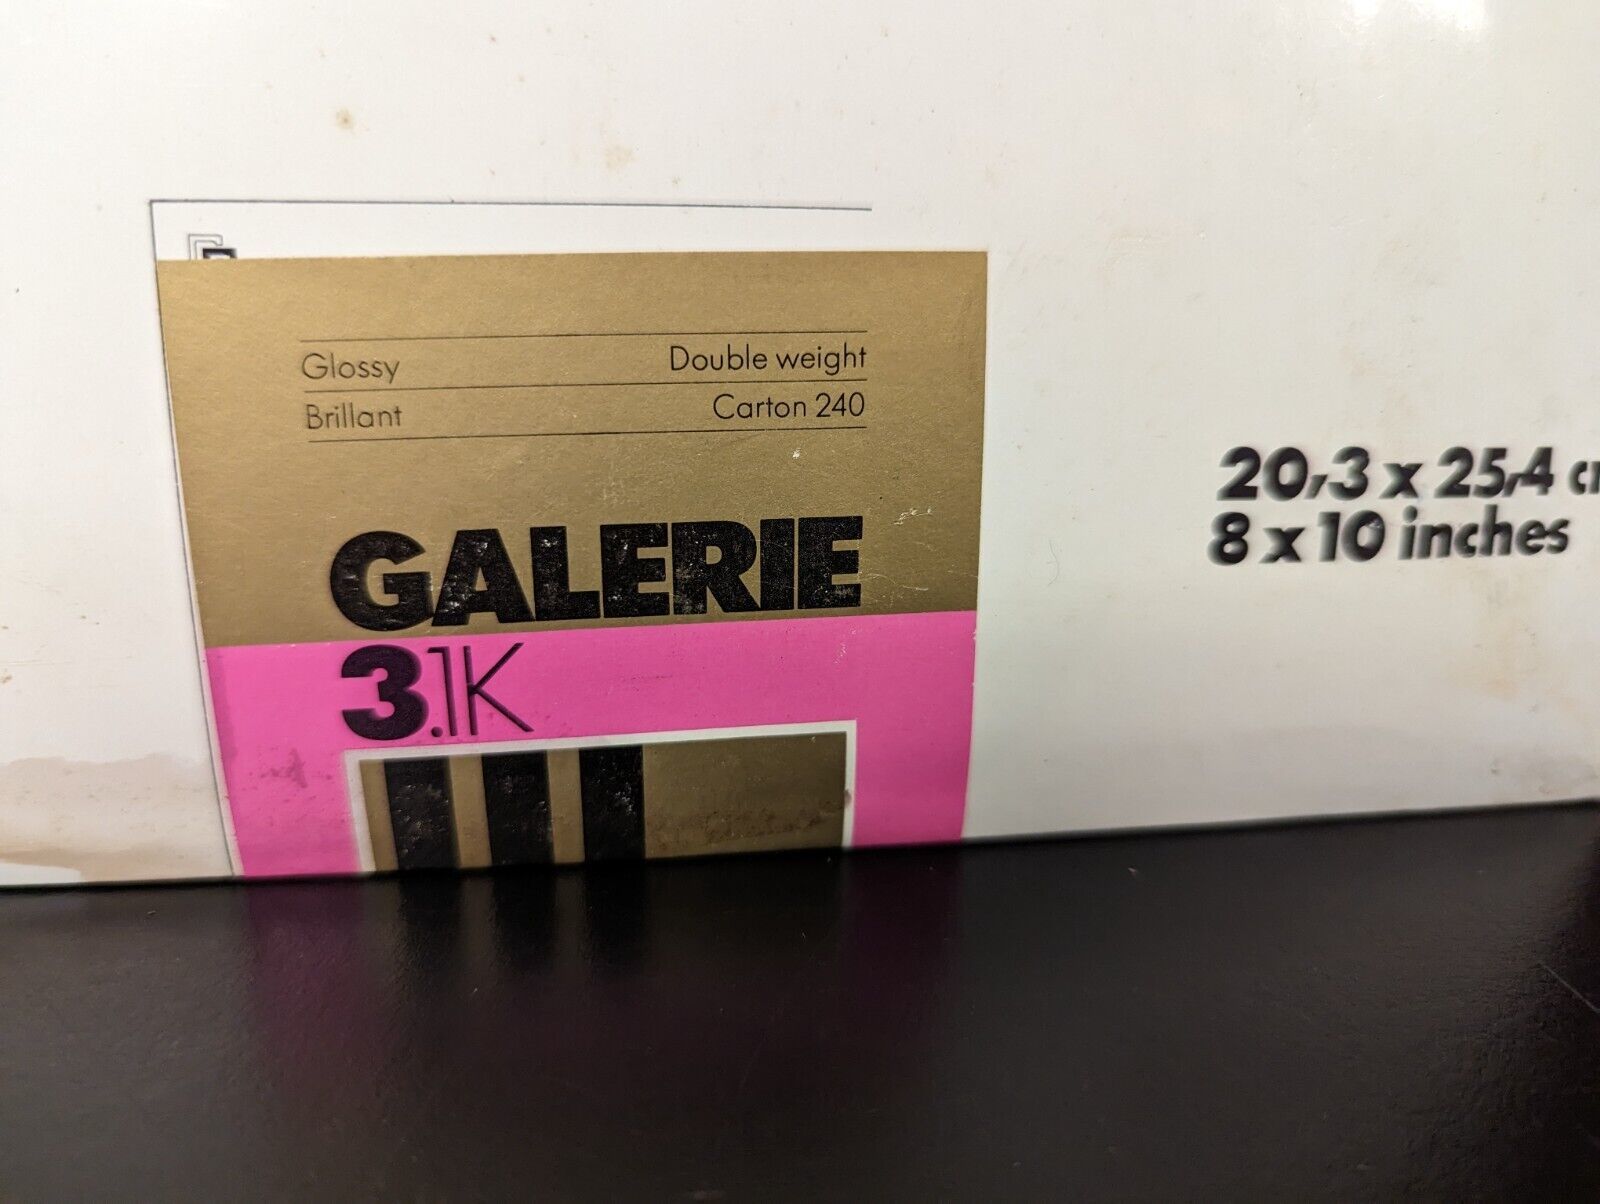 Glossy Double weight
Brillant Carton 240
GALERIE
3.1K
20,3 x 25,4
8 x 10 inches